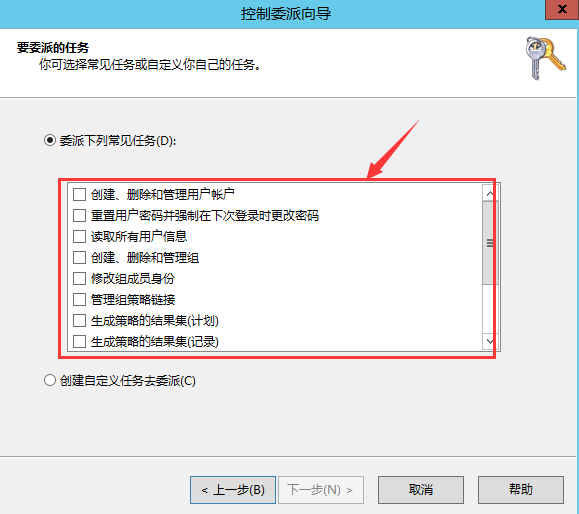 控制委派向导
x
要委派的任务
你可选择常见任务或自定义你自己的任务。
委派下列常见任务(D):
创建、删除和管理用户帐户
重置用户密码并强制在下次登录时更改密码
读取所有用户信息
创建、删除和管理组
修改组成员身份
管理组策略链接
生成策略的结果集(计划)
生成策略的结果集(记录)
创建自定义任务去委派(C)
< 上一步(B) 下一步(N) > 取消 帮助